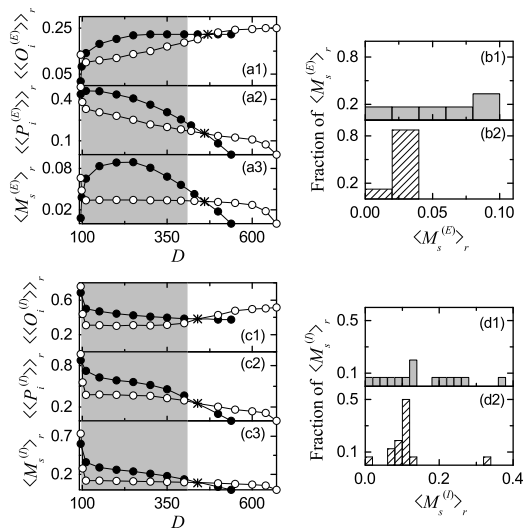 ⟨⟨O_i^(E)⟩⟩_r
0.25
0.05
(a1)
⟨⟨P_i^(E)⟩⟩_r
0.4
0.1
(a2)
⟨M_s^(E)⟩_r
0.08
0.02
(a3)
100 350 600
D
Fraction of ⟨M_s^(E)⟩_r
0.8
0.2
(b1)
0.8
0.2
(b2)
0.00 0.05 0.10
⟨M_s^(E)⟩_r
⟨⟨O_i^(I)⟩⟩_r
0.6
0.2
(c1)
⟨⟨P_i^(I)⟩⟩_r
0.8
0.2
(c2)
⟨M_s^(I)⟩_r
0.7
0.2
(c3)
100 350 600
D
Fraction of ⟨M_s^(I)⟩_r
0.5
0.1
(d1)
0.5
0.1
(d2)
0.0 0.2 0.4
⟨M_s^(I)⟩_r